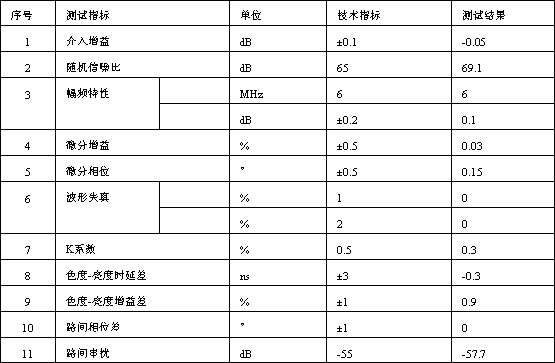 序号 测试指标 单位 技术指标 测试结果
1 介入增益 dB ±0.1 -0.05
2 随机信噪比 dB 65 69.1
3 幅频特性 MHz 6 6
dB ±0.2 0.1
4 微分增益 % ±0.5 0.03
5 微分相位 ° ±0.5 0.15
6 波形失真 % 1 0
% 2 0
7 K系数 % 0.5 0.3
8 色度-亮度时延差 ns ±3 -0.3
9 色度-亮度增益差 % ±1 0.9
10 路间相位差 ° ±1 0
11 路间串扰 dB -55 -57.7